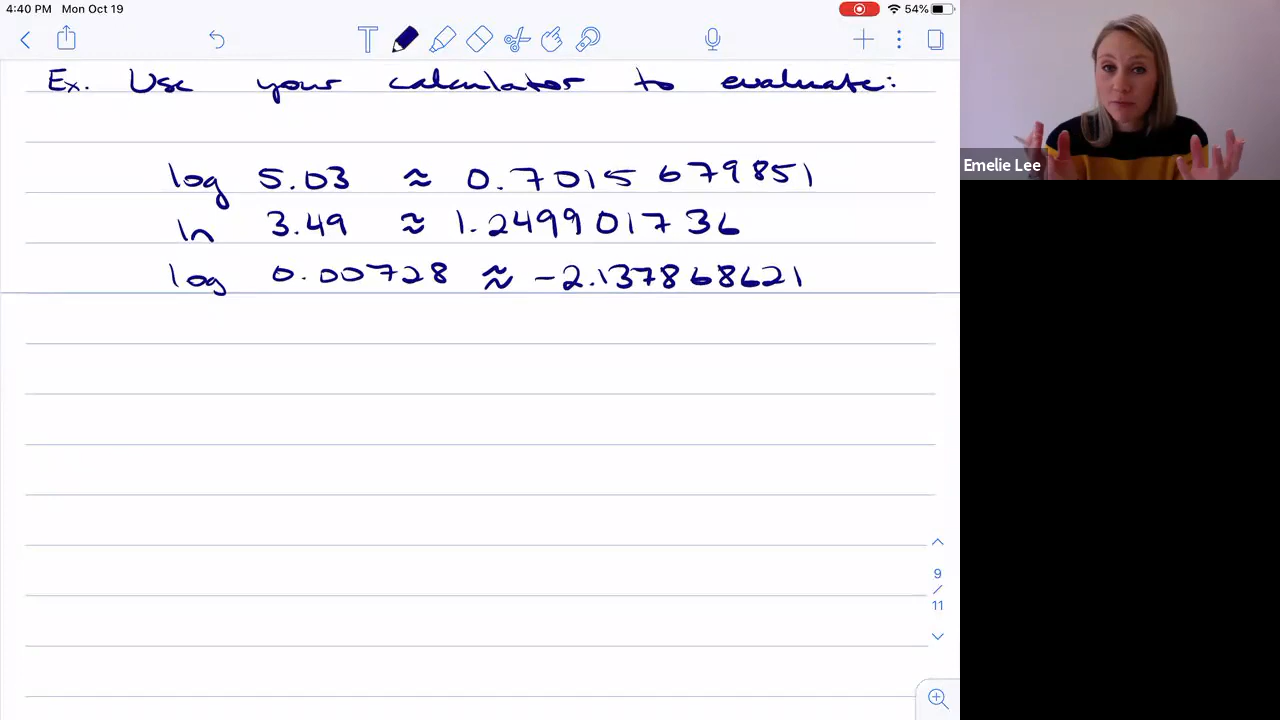 4:40 PM Mon Oct 19
54%
Ex. Use your calculator to evaluate:
log 5.03 ≈ 0.7015679851
ln 3.49 ≈ 1.249901736
log 0.00728 ≈ -2.137868621
Emelie Lee
9
/
11